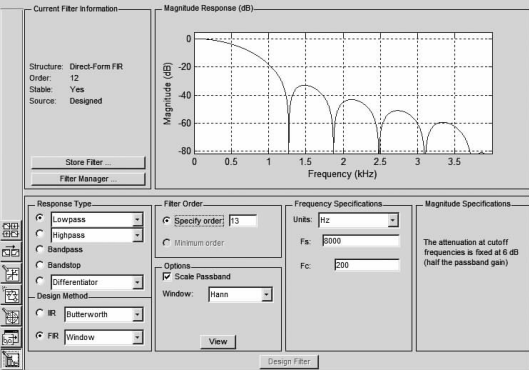 Current Filter Information
Structure: Direct-Form FIR
Order: 12
Stable: Yes
Source: Designed
Store Filter ...
Filter Manager ...
Magnitude Response (dB)
Magnitude (dB)
0
-20
-40
-60
-80
0 0.5 1 1.5 2 2.5 3 3.5
Frequency (kHz)
Response Type
Lowpass
Highpass
Bandpass
Bandstop
Differentiator
Design Method
IIR Butterworth
FIR Window
Filter Order
Specify order: 13
Minimum order
Options
Scale Passband
Window: Hann
View
Frequency Specifications
Units: Hz
Fs: 8000
Fc: 200
Magnitude Specifications
The attenuation at cutoff
frequencies is fixed at 6 dB
(half the passband gain)
Design Filter